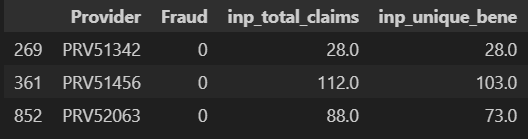 Provider Fraud inp_total_claims inp_unique_bene
269 PRV51342 0 28.0 28.0
361 PRV51456 0 112.0 103.0
852 PRV52063 0 88.0 73.0